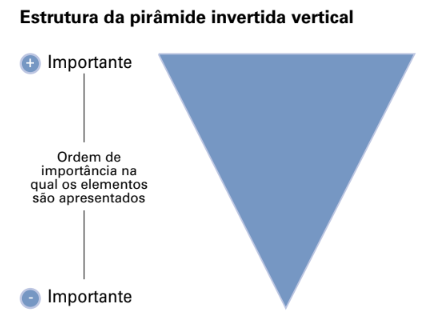 Estrutura da pirâmide invertida vertical
+ Importante
Ordem de
importância na
qual os elementos
são apresentados
- Importante